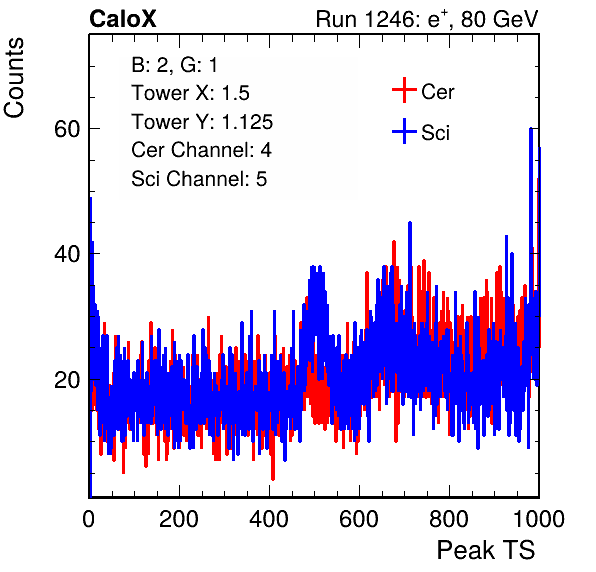 CaloX
Run 1246: e+, 80 GeV
Counts
B: 2, G: 1
Tower X: 1.5
Tower Y: 1.125
Cer Channel: 4
Sci Channel: 5
Cer
Sci
60
40
20
0 200 400 600 800 1000
Peak TS